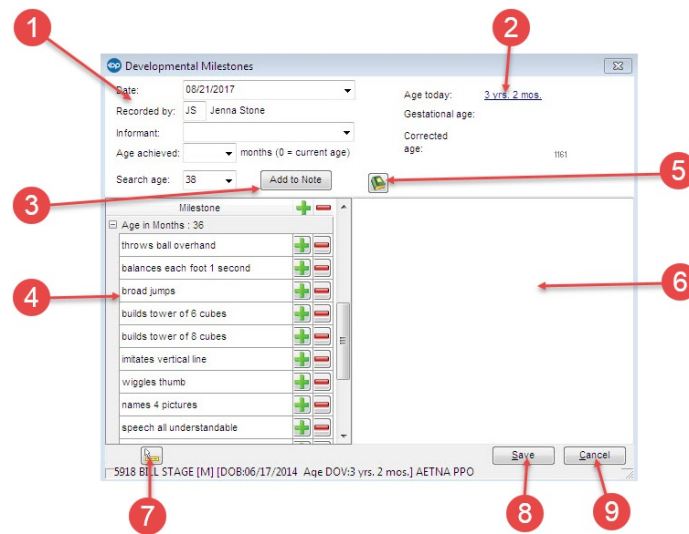 1
2
Developmental Milestones
Date: 08/21/2017
Age today: 3 yrs. 2 mos.
Recorded by: JS Jenna Stone
Gestational age:
Informant:
Corrected age:
Age achieved: months (0 = current age)
1161
Search age: 38 Add to Note
5
3
Milestone
Age in Months : 36
throws ball overhand
balances each foot 1 second
4
broad jumps
6
builds tower of 6 cubes
builds tower of 8 cubes
imitates vertical line
wiggles thumb
names 4 pictures
speech all understandable
Save Cancel
5918 BILL STAGE [M] [DOB:06/17/2014 Age DOV:3 yrs. 2 mos.] AETNA PPO
7
8
9